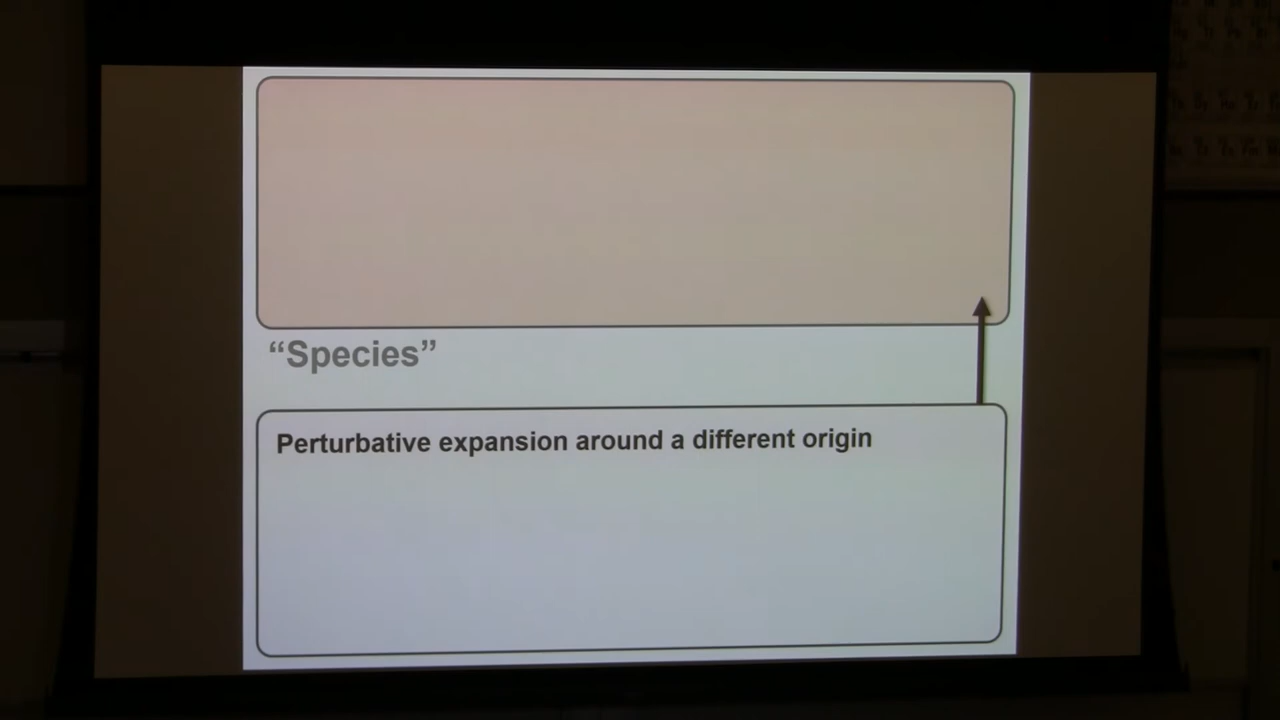 “Species”
Perturbative expansion around a different origin